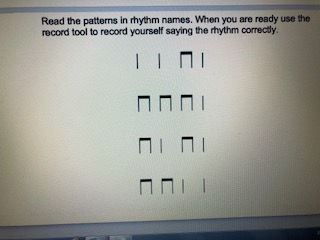 Read the patterns in rhythm names. When you are ready use the
record tool to record yourself saying the rhythm correctly.